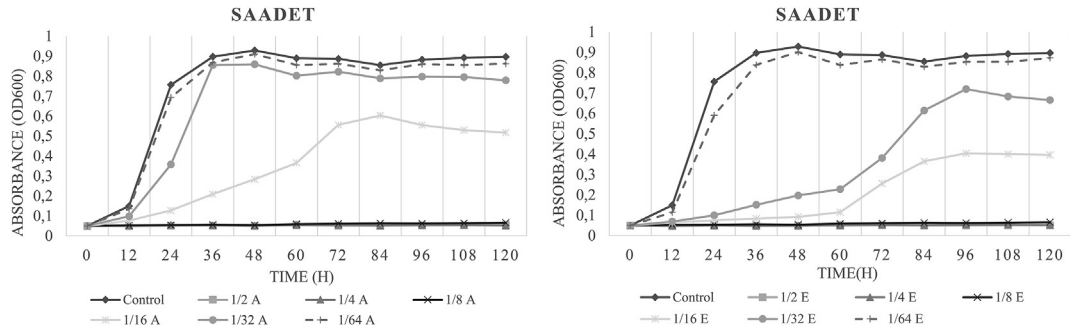 SAADET
ABSORBANCE (OD600)
1
0,9
0,8
0,7
0,6
0,5
0,4
0,3
0,2
0,1
0
0 12 24 36 48 60 72 84 96 108 120
TIME (H)
Control 1/2 A 1/4 A 1/8 A
1/16 A 1/32 A 1/64 A
SAADET
ABSORBANCE (OD600)
1
0,9
0,8
0,7
0,6
0,5
0,4
0,3
0,2
0,1
0
0 12 24 36 48 60 72 84 96 108 120
TIME(H)
Control 1/2 E 1/4 E 1/8 E
1/16 E 1/32 E 1/64 E